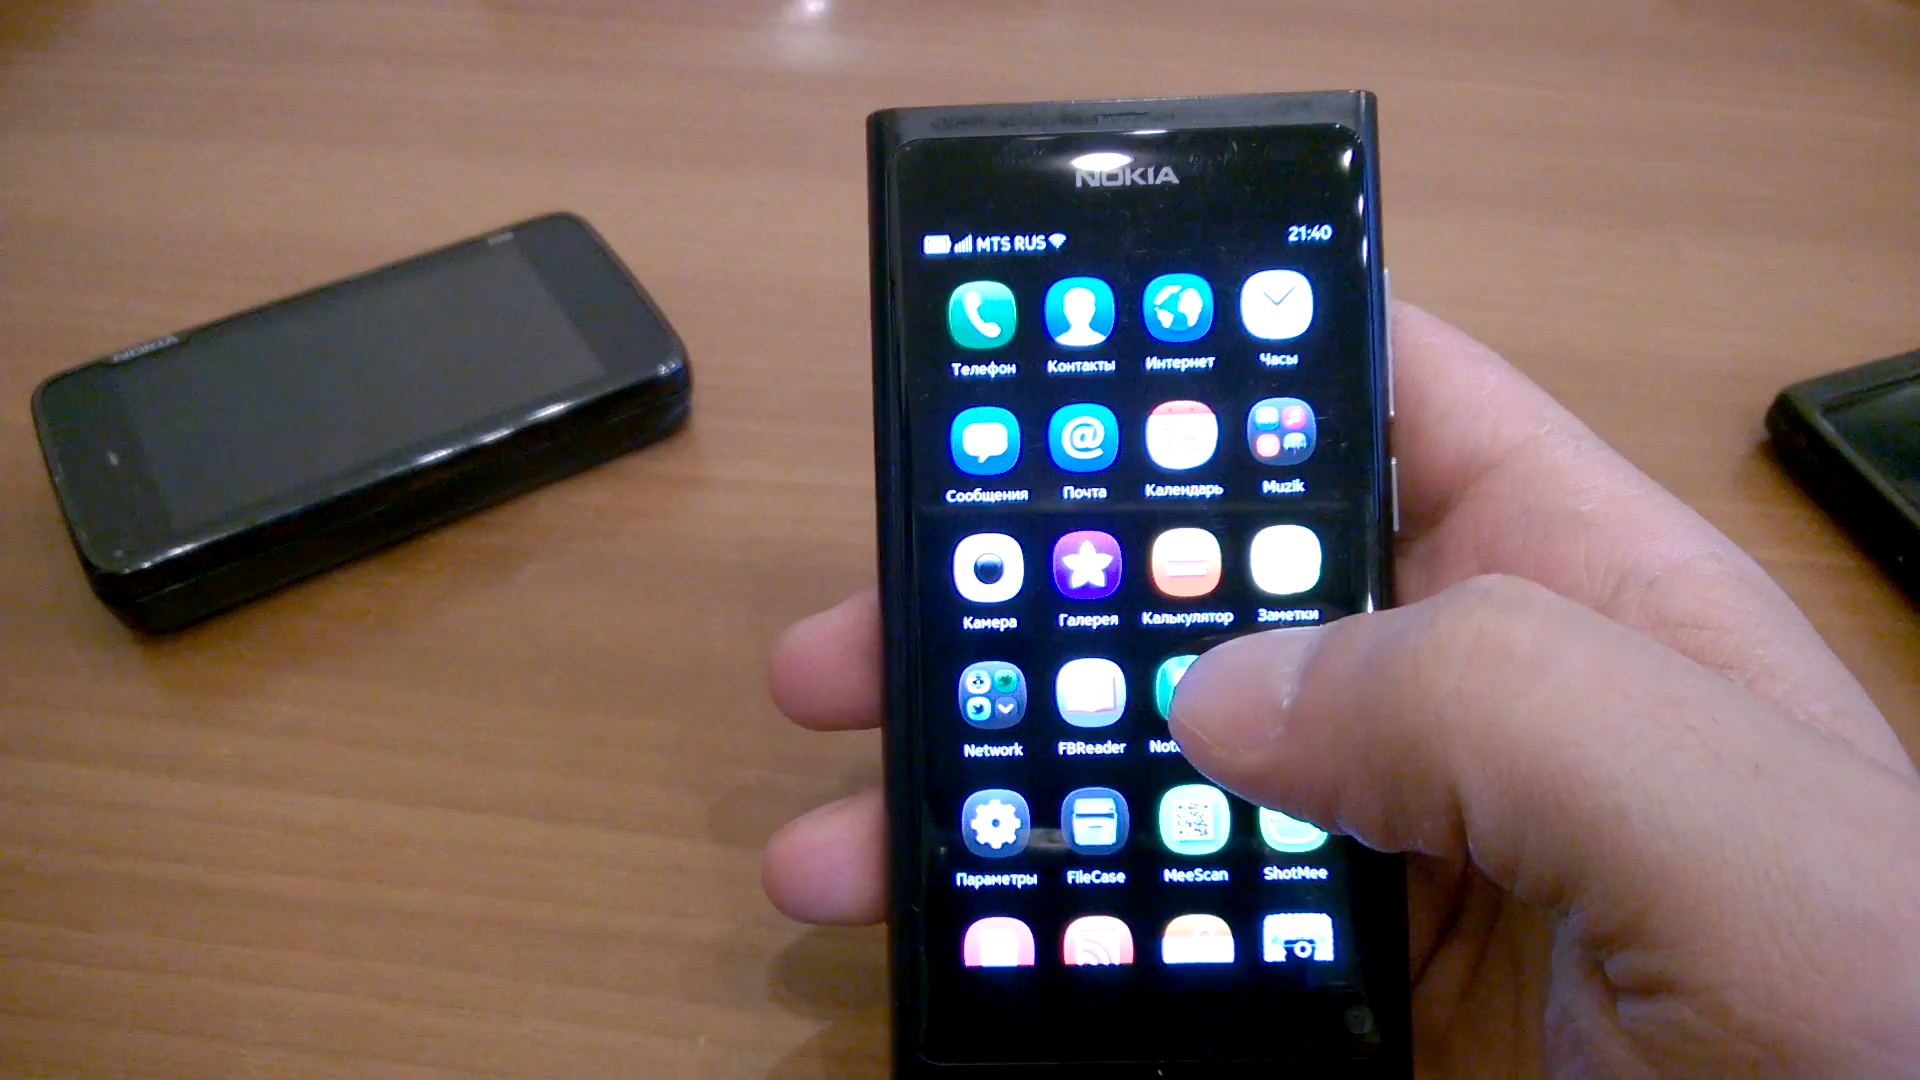 NOKIA
MTS RUS 21:40
Телефон Контакты Интернет Часы
Сообщения Почта Календарь Muzik
Камера Галерея Калькулятор Заметки
Network FBReader
Параметры FileCase MeeScan ShotMee
NOKIA